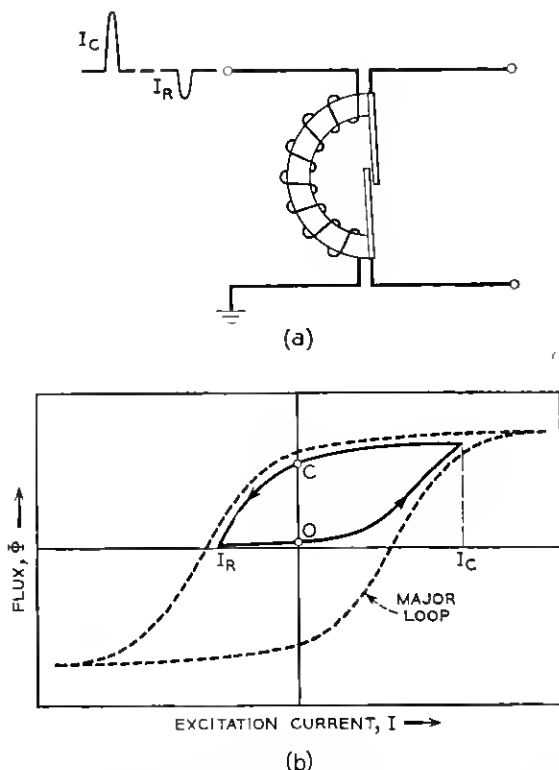 I_C
I_R
(a)
C
O
I_R
I_C
MAJOR
LOOP
FLUX, Φ
EXCITATION CURRENT, I
(b)